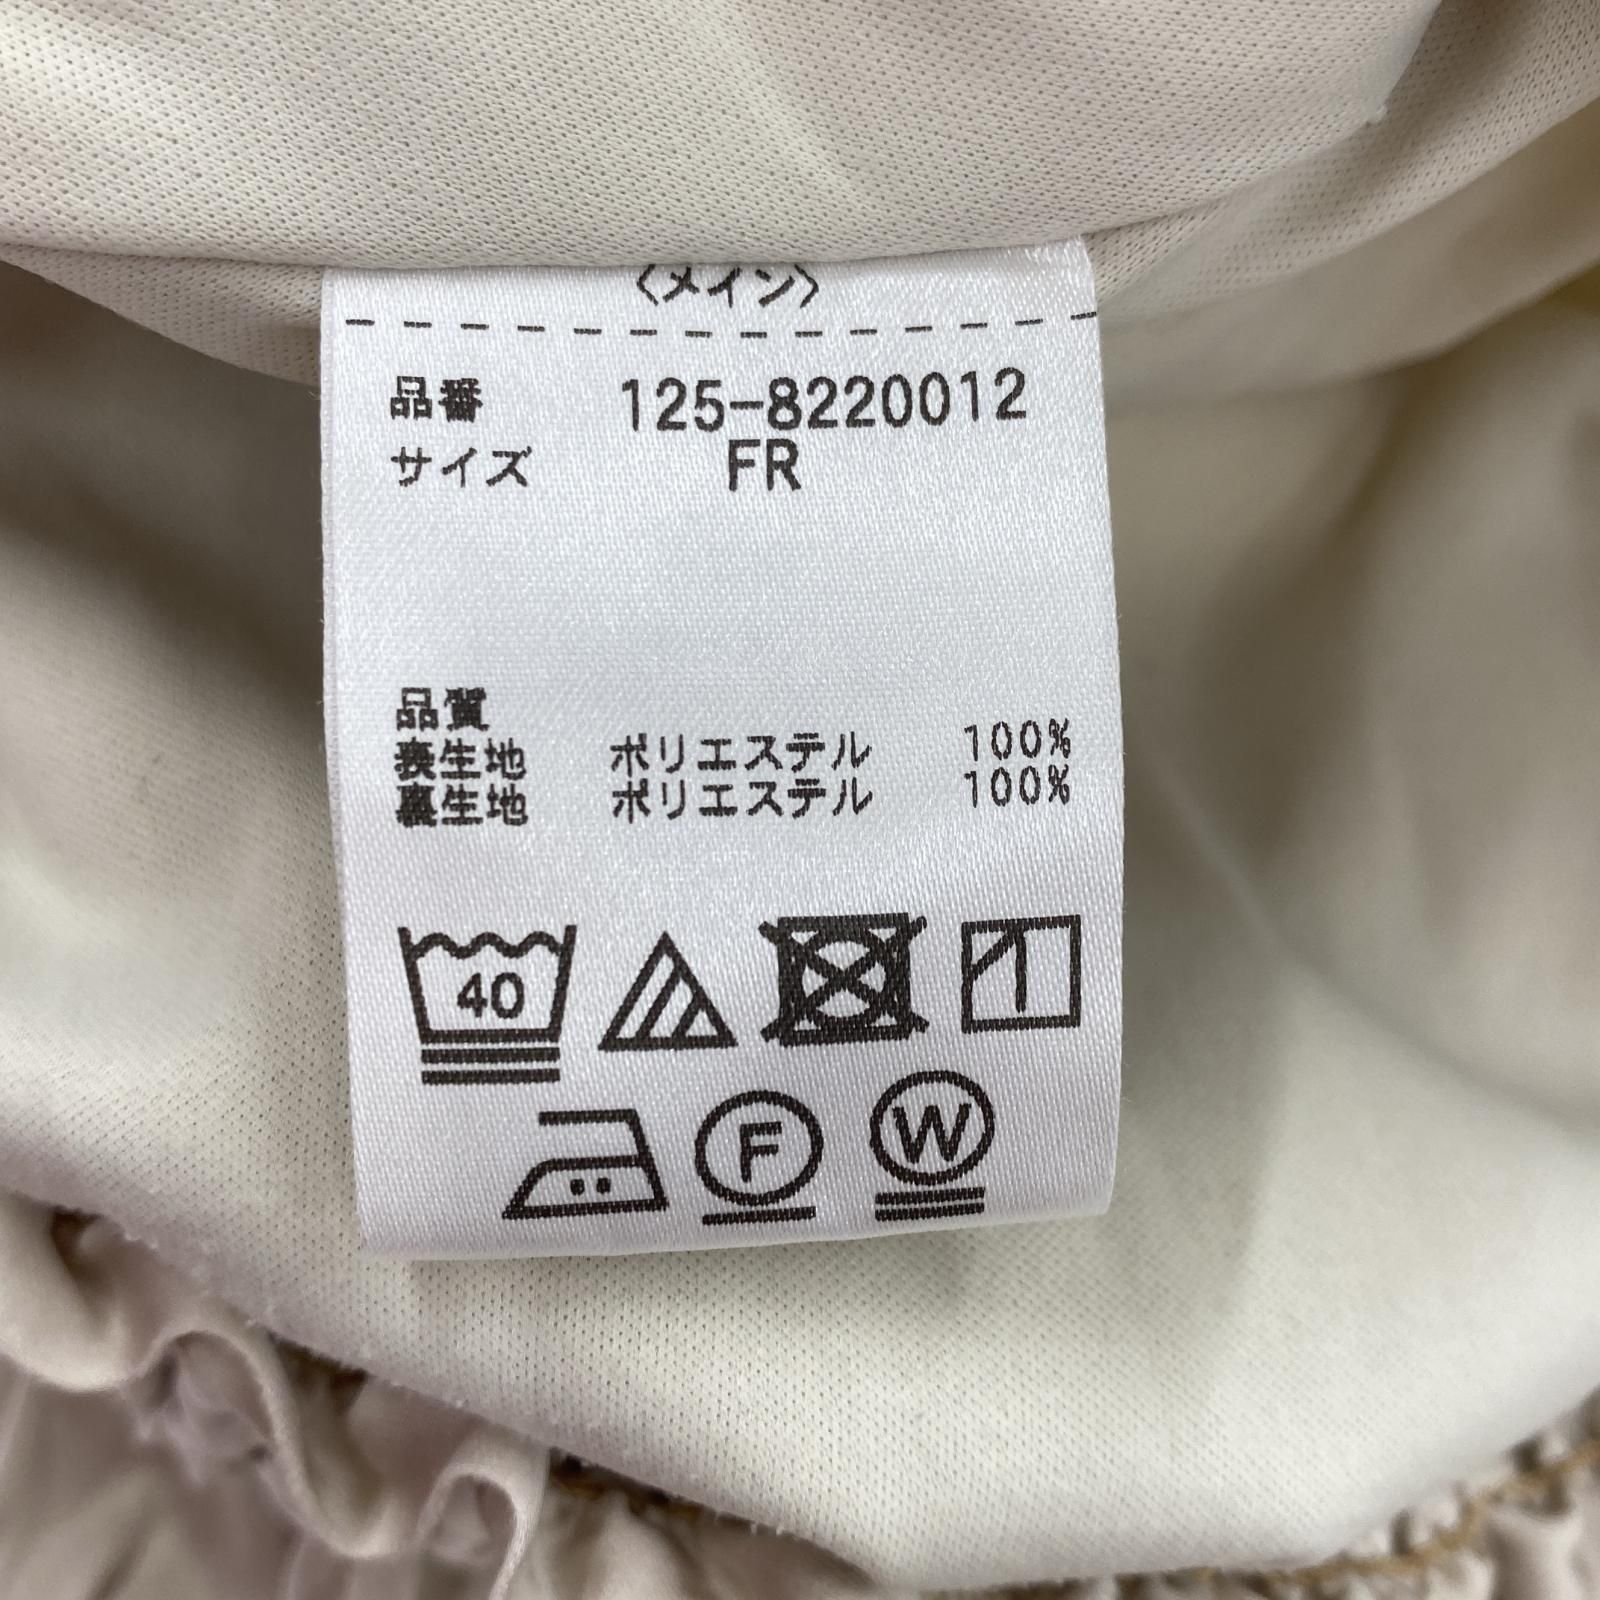 〈メイン〉
品番 125-8220012
サイズ FR
品質
表生地 ポリエステル 100%
裏生地 ポリエステル 100%
40
F W